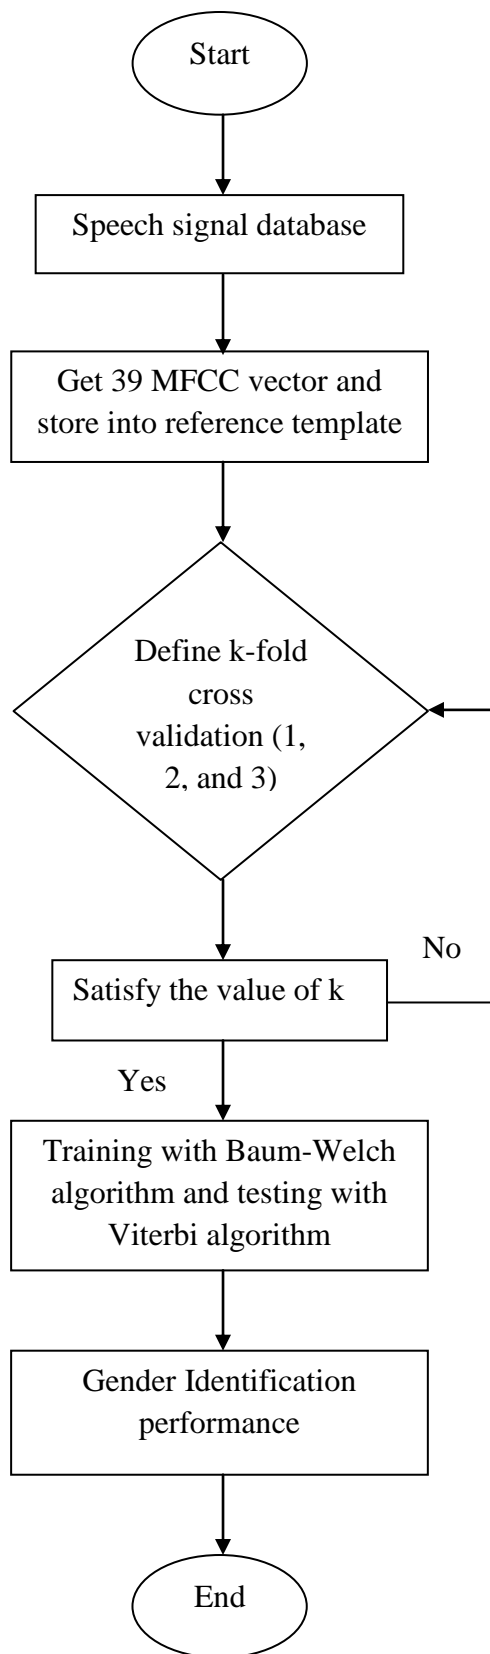 Start
Speech signal database
Get 39 MFCC vector and
store into reference template
Define k-fold
cross
validation (1,
2, and 3)
No
Satisfy the value of k
Yes
Training with Baum-Welch
algorithm and testing with
Viterbi algorithm
Gender Identification
performance
End